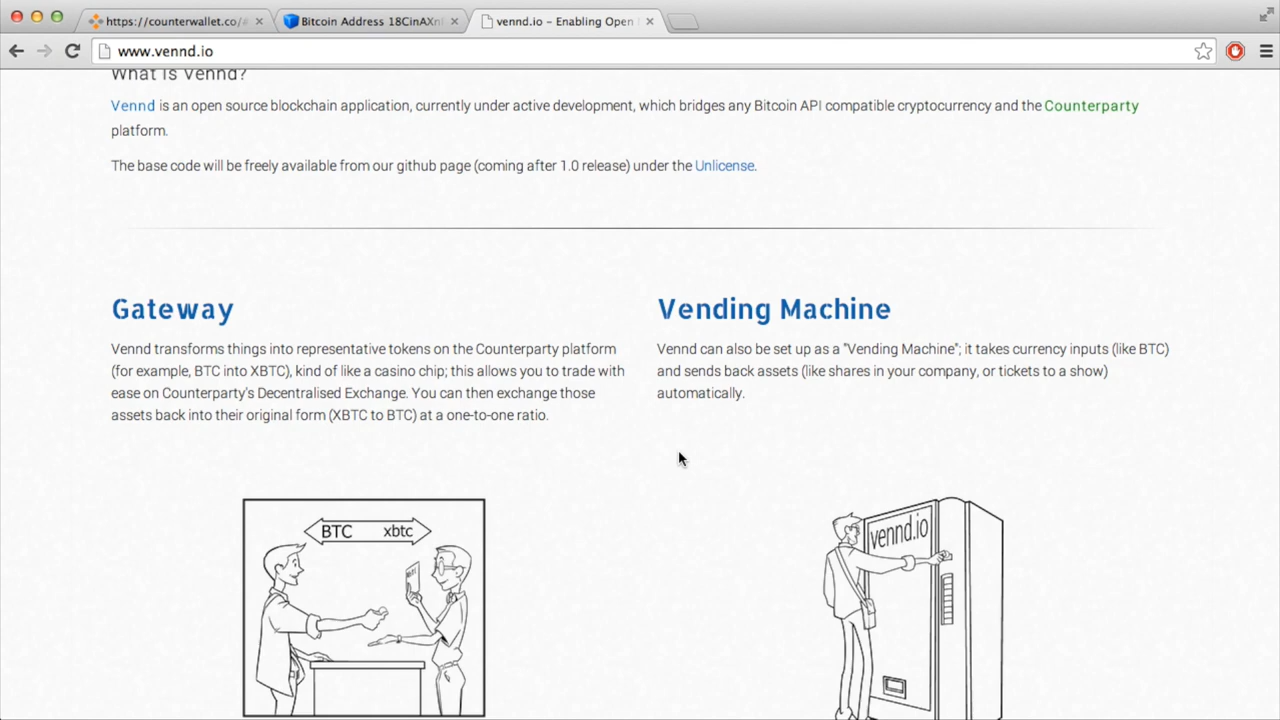 https://counterwallet.co/
Bitcoin Address 18CinAXn
vennd.io – Enabling Open
www.vennd.io
What is Vennd?
Vennd is an open source blockchain application, currently under active development, which bridges any Bitcoin API compatible cryptocurrency and the Counterparty
platform.
The base code will be freely available from our github page (coming after 1.0 release) under the Unlicense.
Gateway
Vennd transforms things into representative tokens on the Counterparty platform
(for example, BTC into XBTC), kind of like a casino chip; this allows you to trade with
ease on Counterparty's Decentralised Exchange. You can then exchange those
assets back into their original form (XBTC to BTC) at a one-to-one ratio.
Vending Machine
Vennd can also be set up as a "Vending Machine"; it takes currency inputs (like BTC)
and sends back assets (like shares in your company, or tickets to a show)
automatically.
BTC xbtc
vennd.io